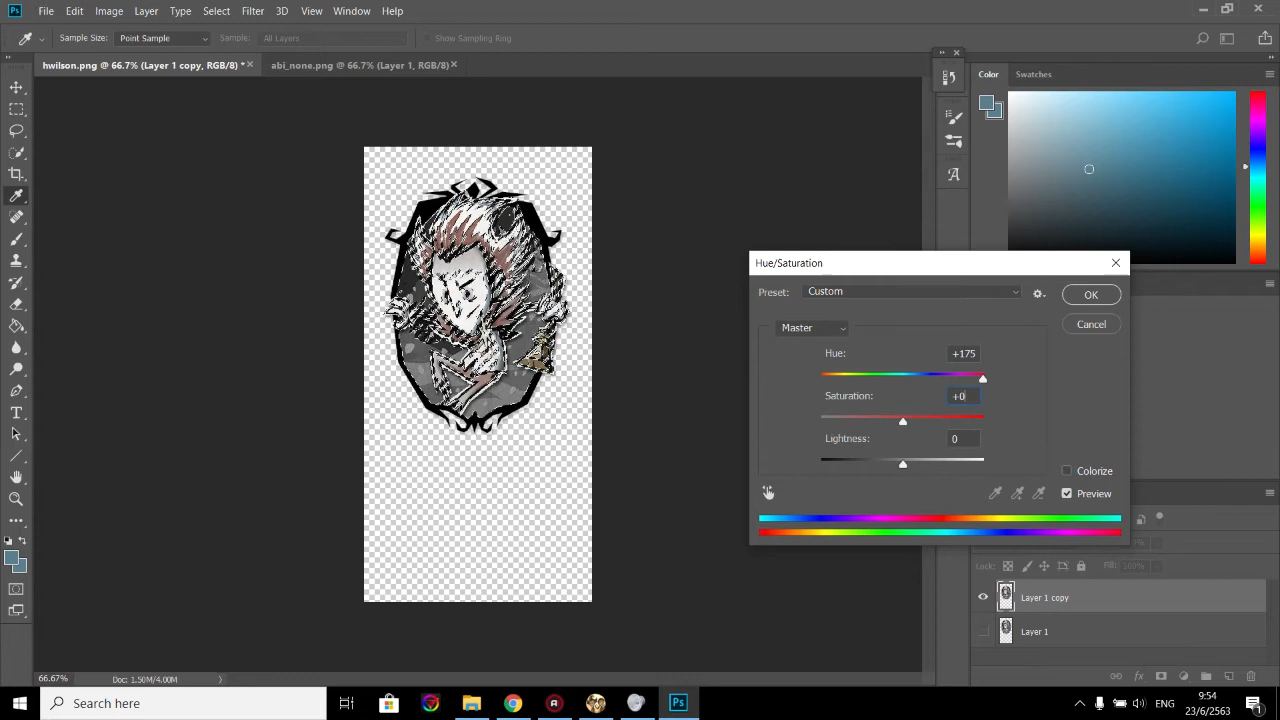 Ps File Edit Image Layer Type Select Filter 3D View Window Help
Sample Size: Point Sample Sample: All Layers Show Sampling Ring
hwilson.png @ 66.7% (Layer 1 copy, RGB/8) * abi_none.png @ 66.7% (Layer 1, RGB/8)
Color Swatches
Hue/Saturation
Preset: Custom OK
Master Cancel
Hue: +175
Saturation: +0
Lightness: 0
Colorize
Preview
Lock: Fill: 100%
Layer 1 copy
Layer 1
66.67% Doc: 1.50M/4.00M
Search here Ps ENG 9:54
23/6/2563